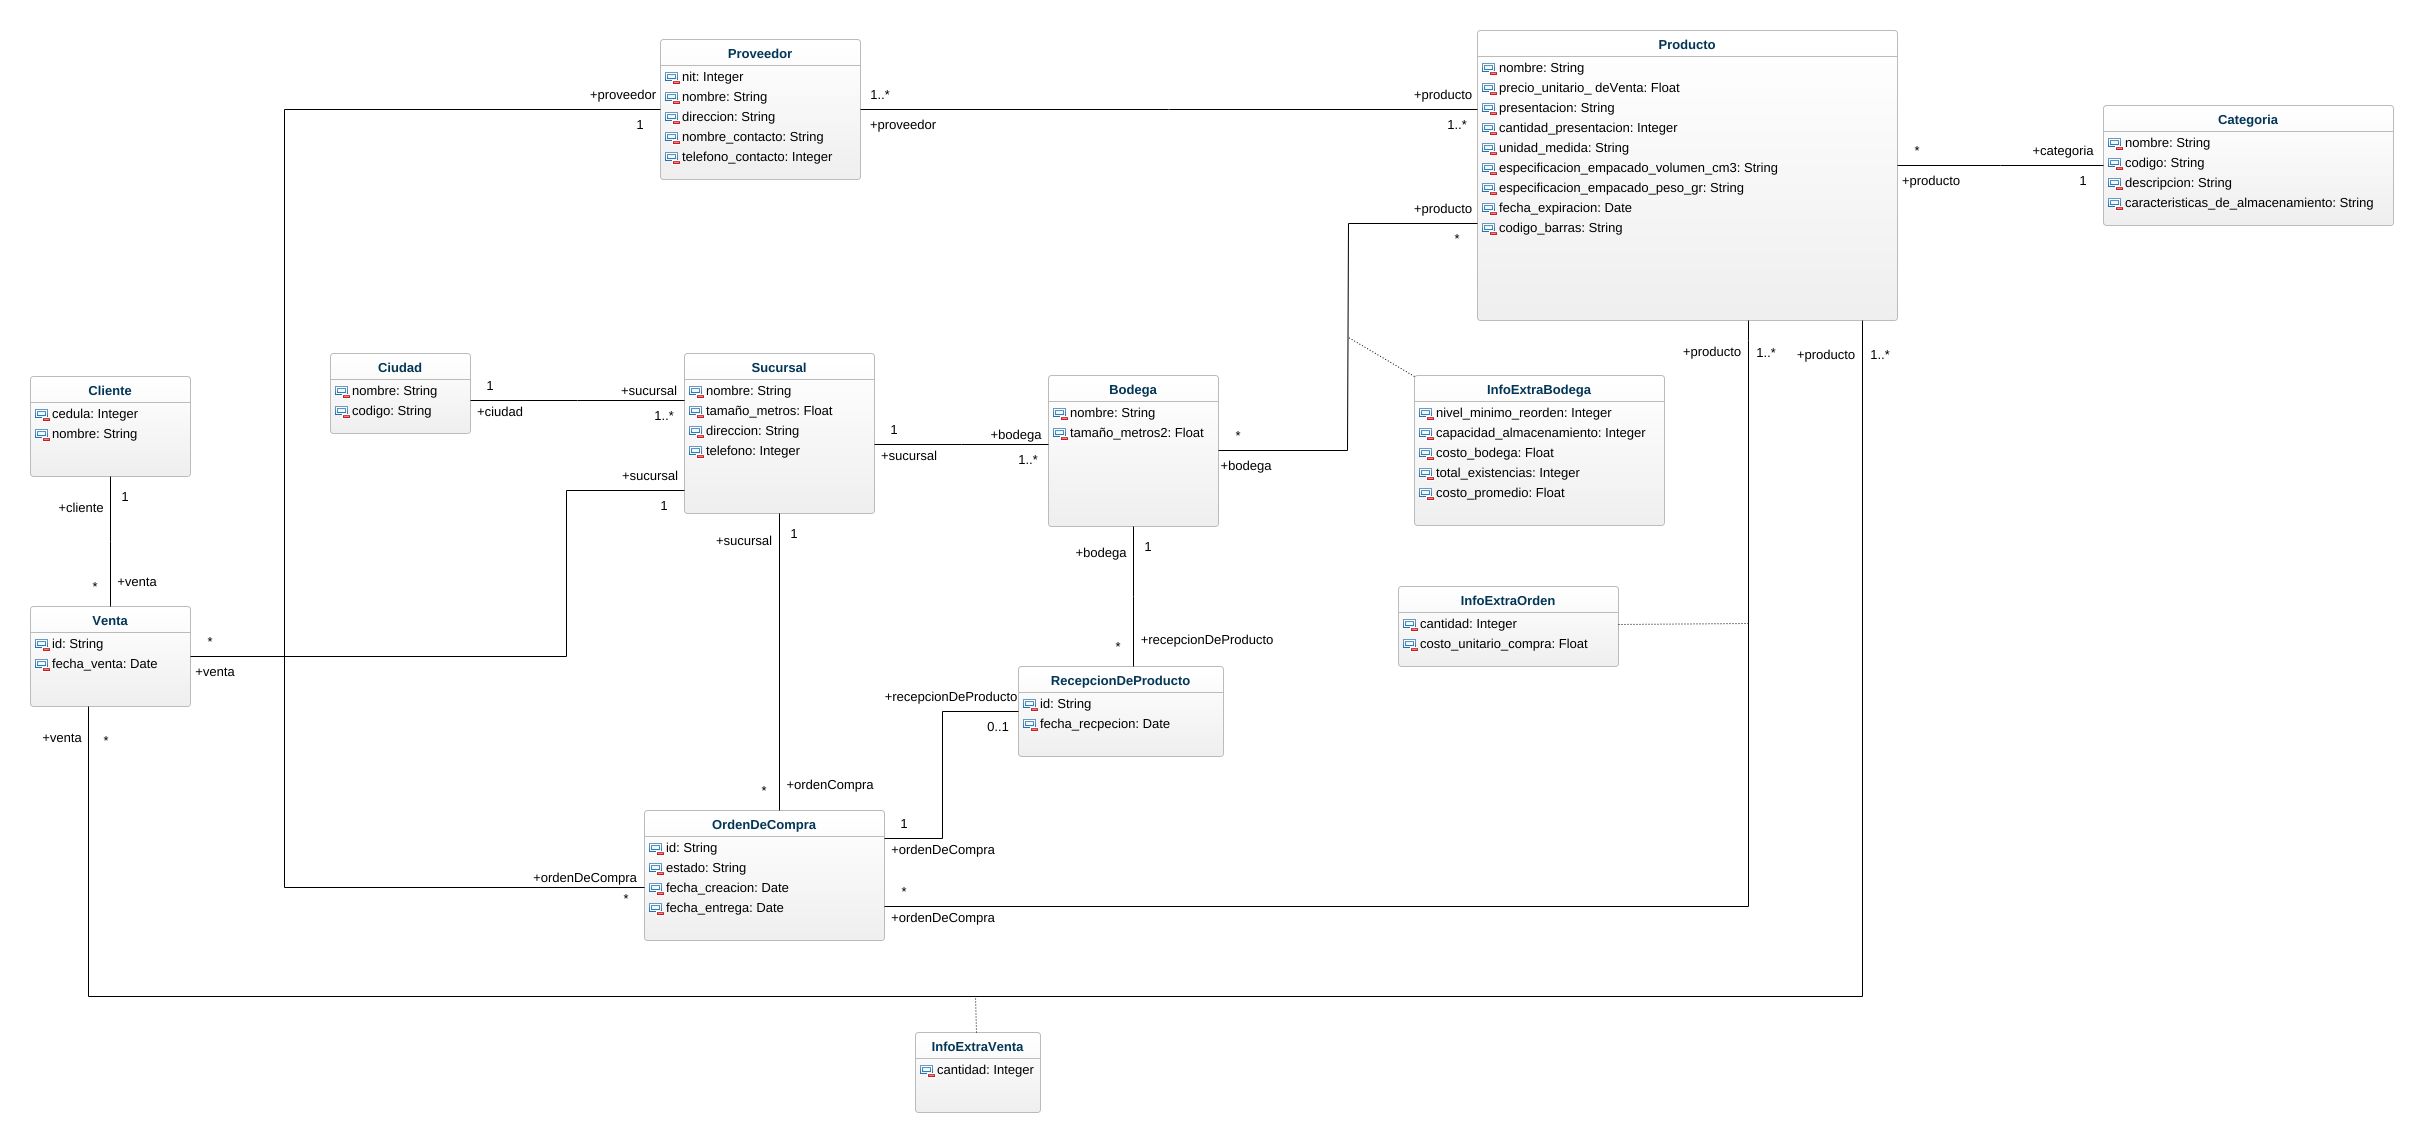 Proveedor
nit: Integer
nombre: String
direccion: String
nombre_contacto: String
telefono_contacto: Integer
+proveedor
1
1..*
+proveedor
+producto
1..*
Producto
nombre: String
precio_unitario_ deVenta: Float
presentacion: String
cantidad_presentacion: Integer
unidad_medida: String
especificacion_empacado_volumen_cm3: String
especificacion_empacado_peso_gr: String
fecha_expiracion: Date
codigo_barras: String
*
+producto
+categoria
1
Categoria
nombre: String
codigo: String
descripcion: String
caracteristicas_de_almacenamiento: String
+producto
*
+producto
1..*
+producto
1..*
Cliente
cedula: Integer
nombre: String
Ciudad
nombre: String
codigo: String
1
+ciudad
+sucursal
1..*
Sucursal
nombre: String
tamaño_metros: Float
direccion: String
telefono: Integer
1
+sucursal
+bodega
1..*
Bodega
nombre: String
tamaño_metros2: Float
*
+bodega
InfoExtraBodega
nivel_minimo_reorden: Integer
capacidad_almacenamiento: Integer
costo_bodega: Float
total_existencias: Integer
costo_promedio: Float
+sucursal
1
+cliente
1
+sucursal
1
+bodega
1
*
+venta
Venta
id: String
fecha_venta: Date
*
+venta
+venta
*
InfoExtraOrden
cantidad: Integer
costo_unitario_compra: Float
*
+recepcionDeProducto
RecepcionDeProducto
id: String
fecha_recpecion: Date
+recepcionDeProducto
0..1
*
+ordenCompra
OrdenDeCompra
id: String
estado: String
fecha_creacion: Date
fecha_entrega: Date
1
+ordenDeCompra
+ordenDeCompra
*
*
+ordenDeCompra
InfoExtraVenta
cantidad: Integer